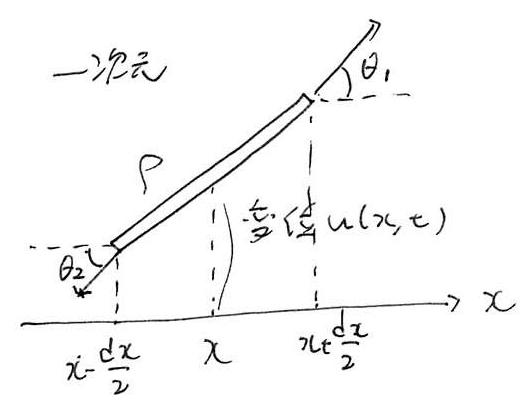 一次元
θ₁
ρ
変位 u(x,t)
θ₂
x
x-dx/2
x
x+dx/2